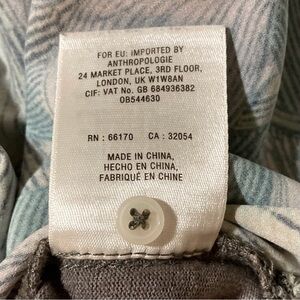 FOR EU: IMPORTED BY
ANTHROPOLOGIE
24 MARKET PLACE, 3RD FLOOR,
LONDON, UK W1W8AN
CIF: VAT No. GB 684936382
0B544630
RN : 66170 CA : 32054
MADE IN CHINA,
HECHO EN CHINA,
FABRIQUÉ EN CHINE